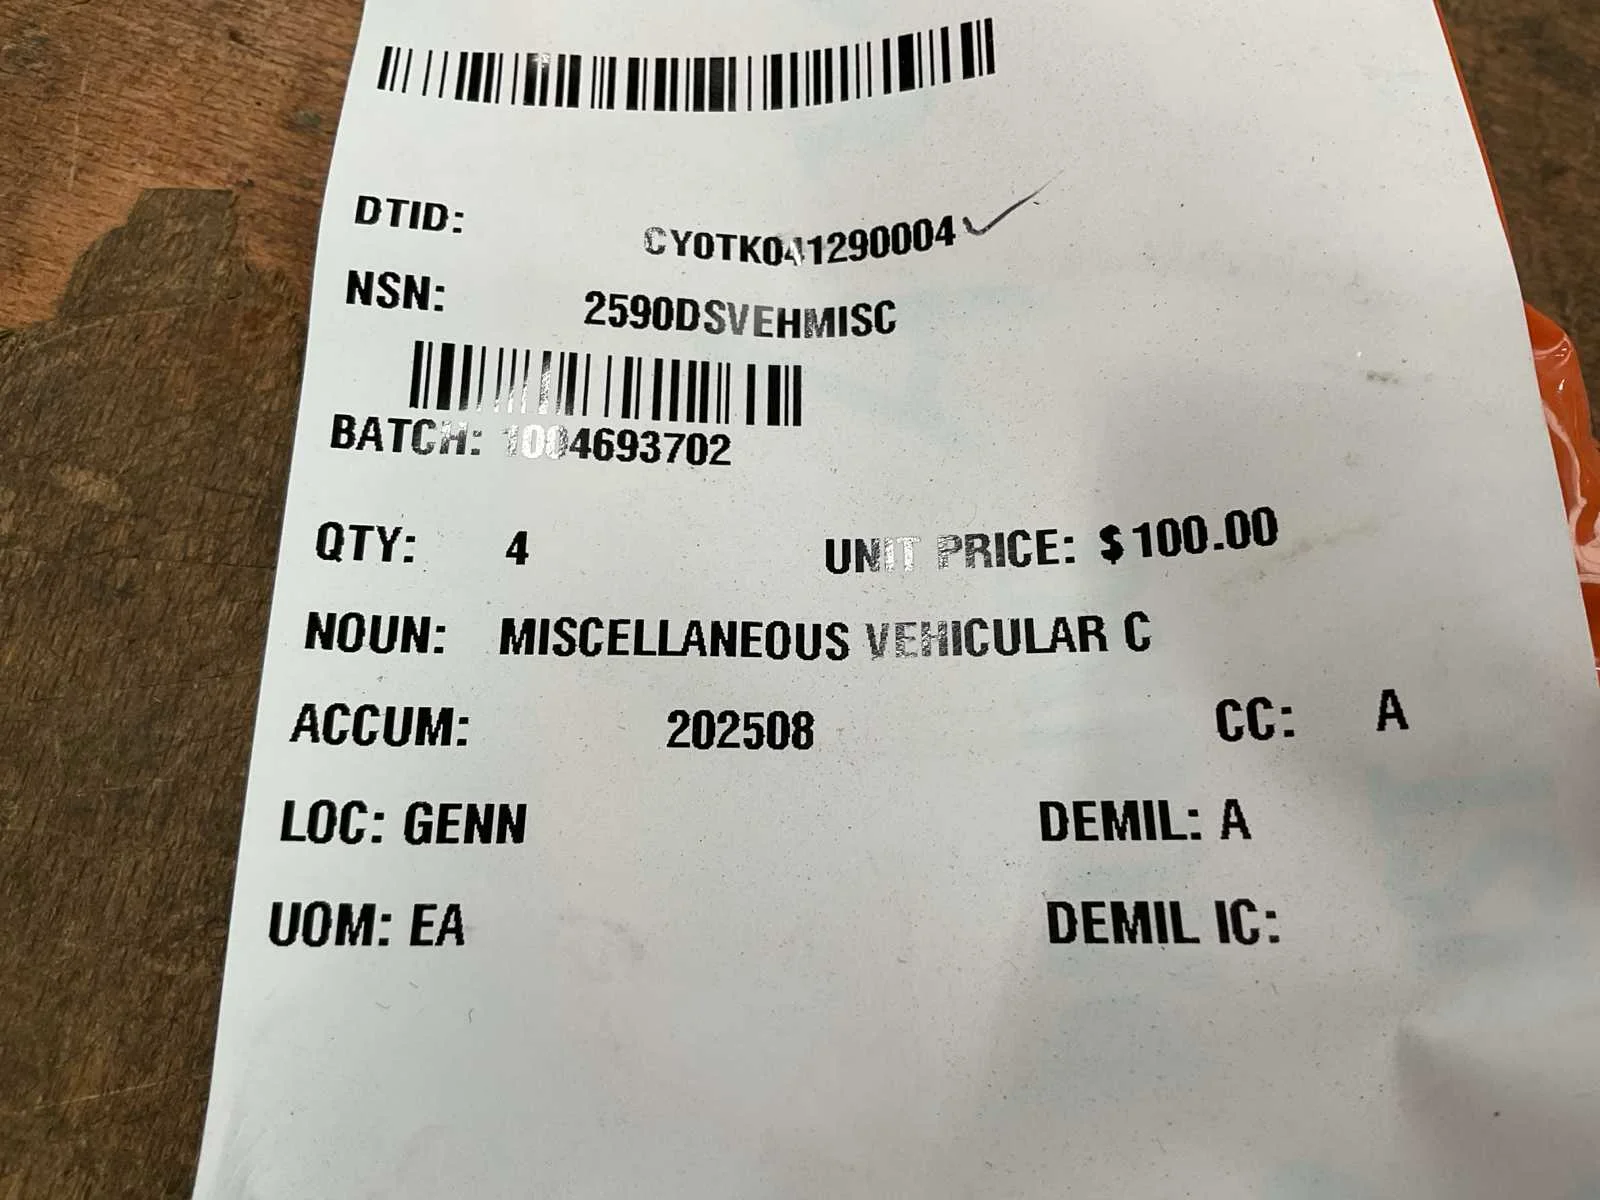 DTID: CY0TK041290004
NSN: 2590DSVEHMISC
BATCH: 1004693702
QTY: 4 UNIT PRICE: $100.00
NOUN: MISCELLANEOUS VEHICULAR C
ACCUM: 202508 CC: A
LOC: GENN DEMIL: A
UOM: EA DEMIL IC: